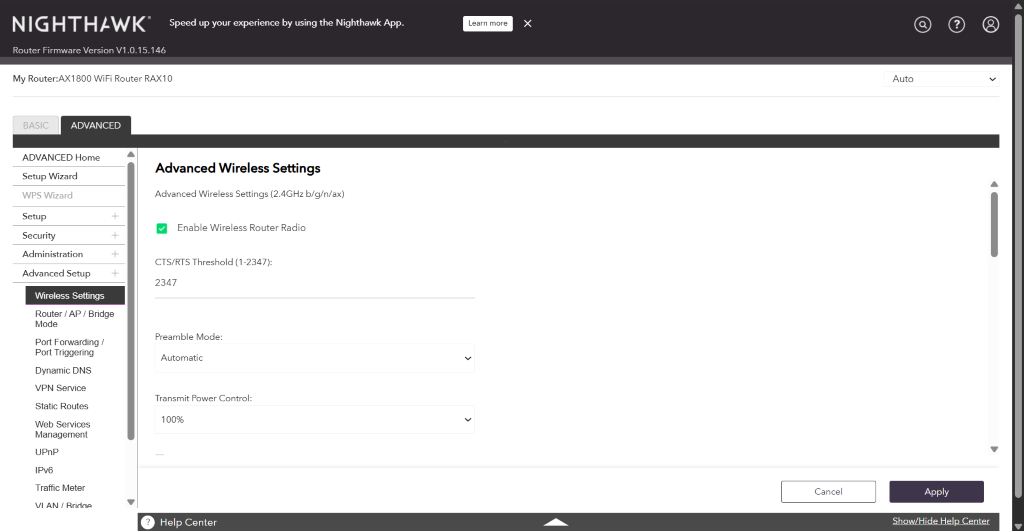 NIGHTHAWK
Speed up your experience by using the Nighthawk App.
Learn more
Router Firmware Version V1.0.15.146
My Router:AX1800 WiFi Router RAX10
Auto
BASIC
ADVANCED
ADVANCED Home
Setup Wizard
WPS Wizard
Setup
Security
Administration
Advanced Setup
Wireless Settings
Router / AP / Bridge
Mode
Port Forwarding /
Port Triggering
Dynamic DNS
VPN Service
Static Routes
Web Services
Management
UPnP
IPv6
Traffic Meter
VLAN / Bridge
Advanced Wireless Settings
Advanced Wireless Settings (2.4GHz b/g/n/ax)
Enable Wireless Router Radio
CTS/RTS Threshold (1-2347):
2347
Preamble Mode:
Automatic
Transmit Power Control:
100%
Cancel
Apply
? Help Center
Show/Hide Help Center